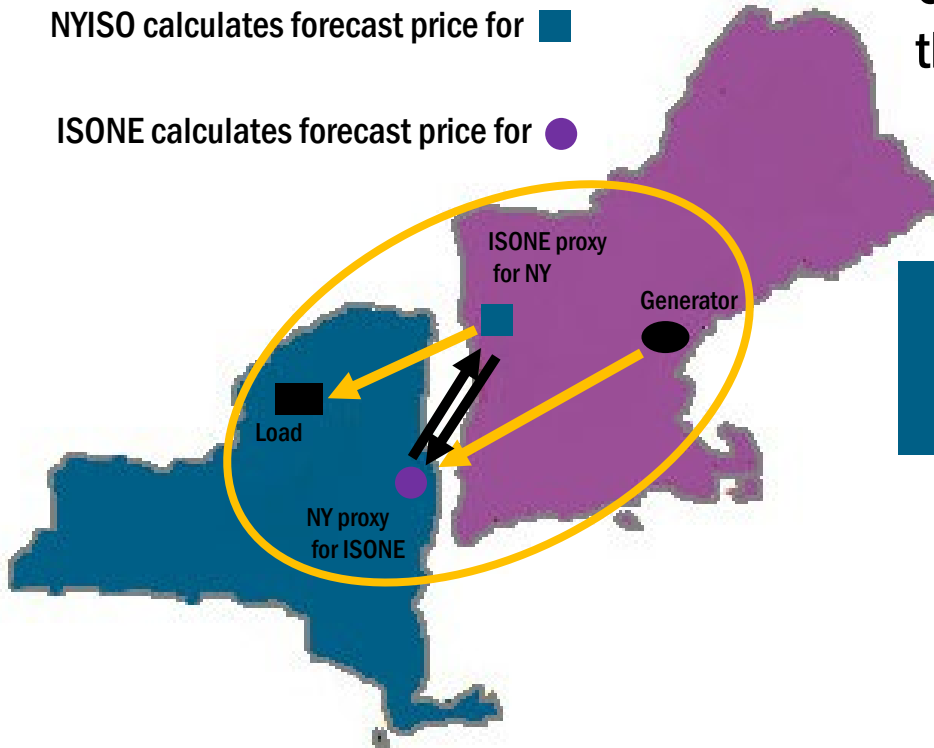 NYISO calculates forecast price for
ISONE calculates forecast price for
ISONE proxy
for NY
Generator
Load
NY proxy
for ISONE